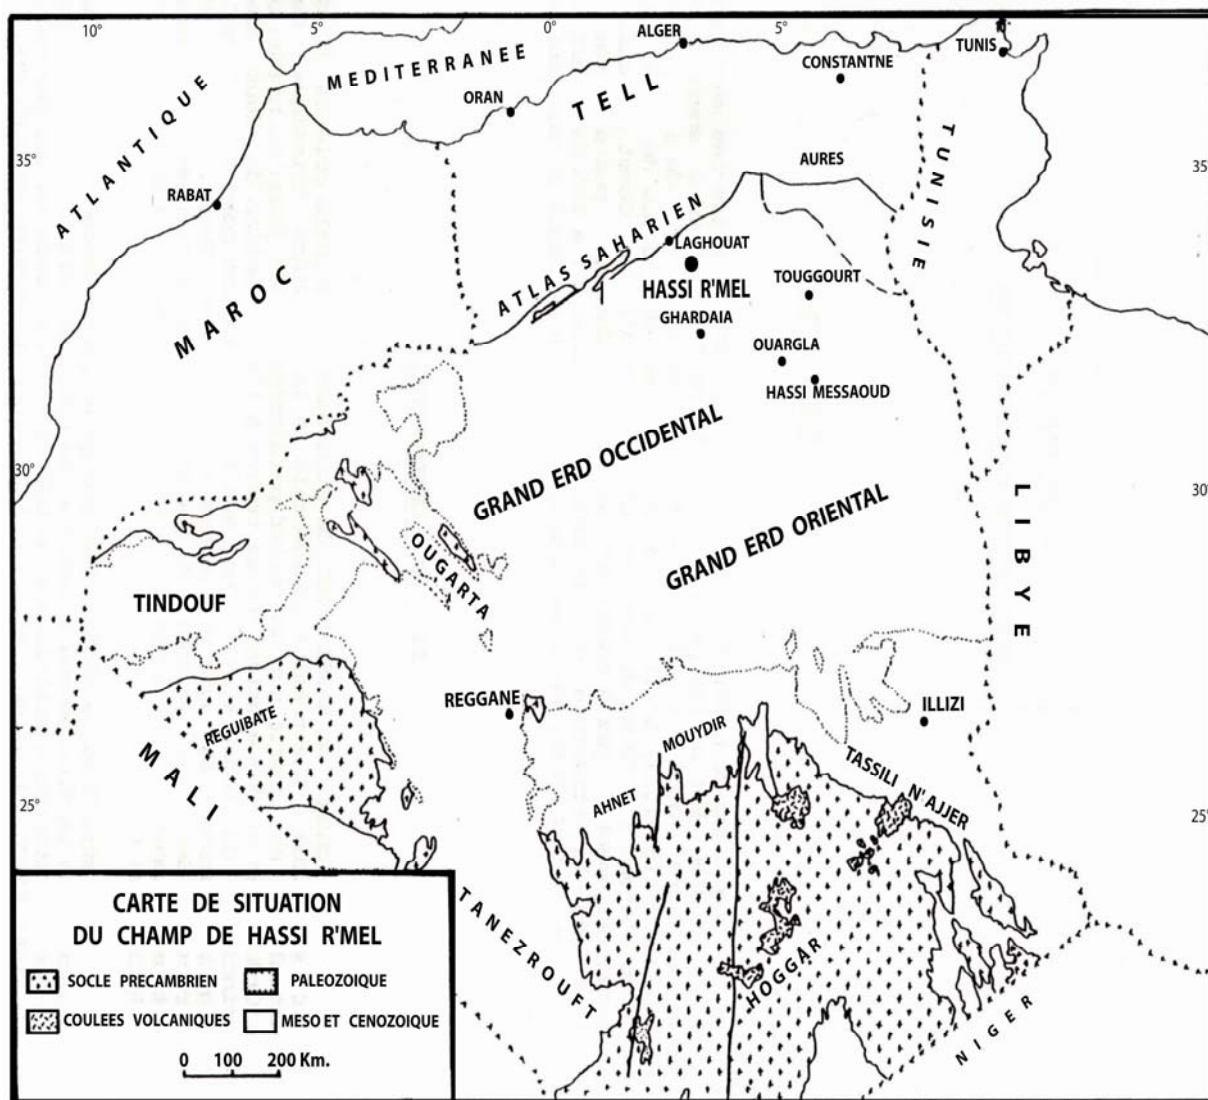 10° 5° 0° 5° 10°
ALGER
TUNIS
MEDITERRANEE
CONSTANTNE
ORAN
TELL
ATLANTIQUE
TUNISIE
35° 35°
AURES
RABAT
ATLAS SAHARIEN
LAGHOUAT
MAROC
HASSI R'MEL
TOUGGOURT
GHARDAIA
OUARGLA
HASSI MESSAOUD
GRAND ERD OCCIDENTAL
30° 30°
GRAND ERD ORIENTAL
LIBYE
OUGARTA
TINDOUF
REGGANE
ILLIZI
REGUIBATE
MOUYDIR
MALI
TASSILI N'AJJER
AHNET
25° 25°
TANEZROUFT
HOGGAR
NIGER
CARTE DE SITUATION
DU CHAMP DE HASSI R'MEL
SOCLE PRECAMBRIEN PALEOZOIQUE
COULEES VOLCANIQUES MESO ET CENOZOIQUE
0 100 200 Km.